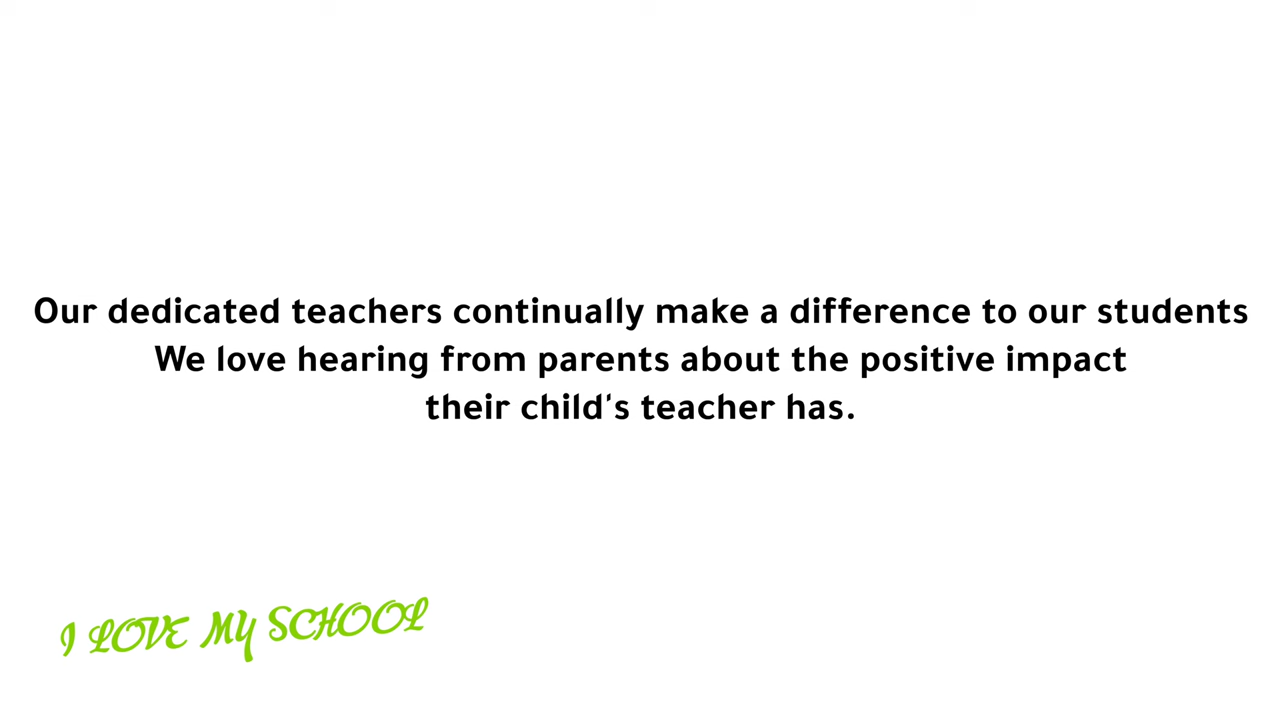 Our dedicated teachers continually make a difference to our students
We love hearing from parents about the positive impact
their child's teacher has.
I LOVE MY SCHOOL